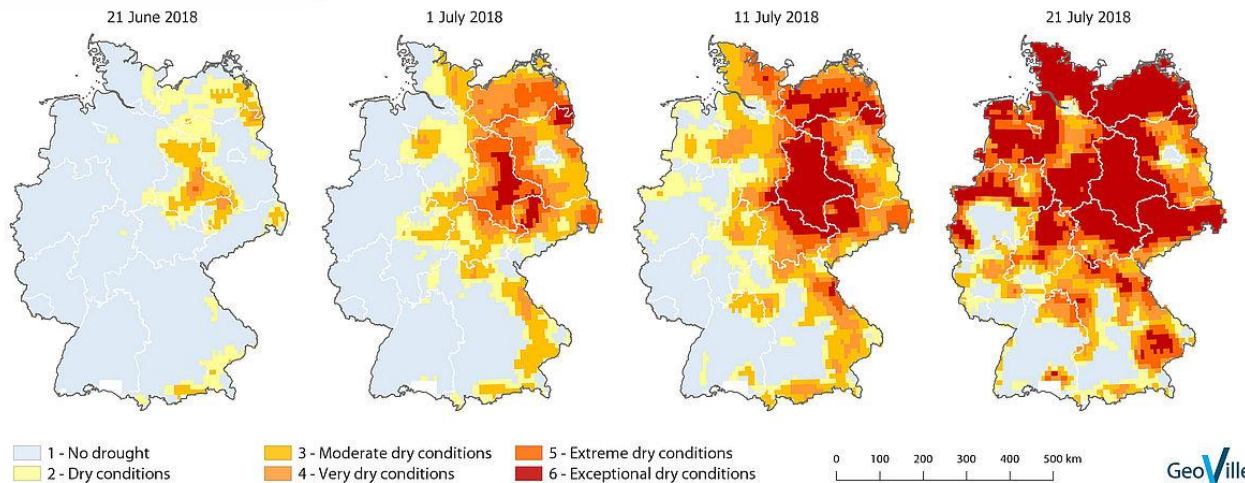 21 June 2018
1 July 2018
11 July 2018
21 July 2018
1 - No drought
2 - Dry conditions
3 - Moderate dry conditions
4 - Very dry conditions
5 - Extreme dry conditions
6 - Exceptional dry conditions
0 100 200 300 400 500 km
GeoVille